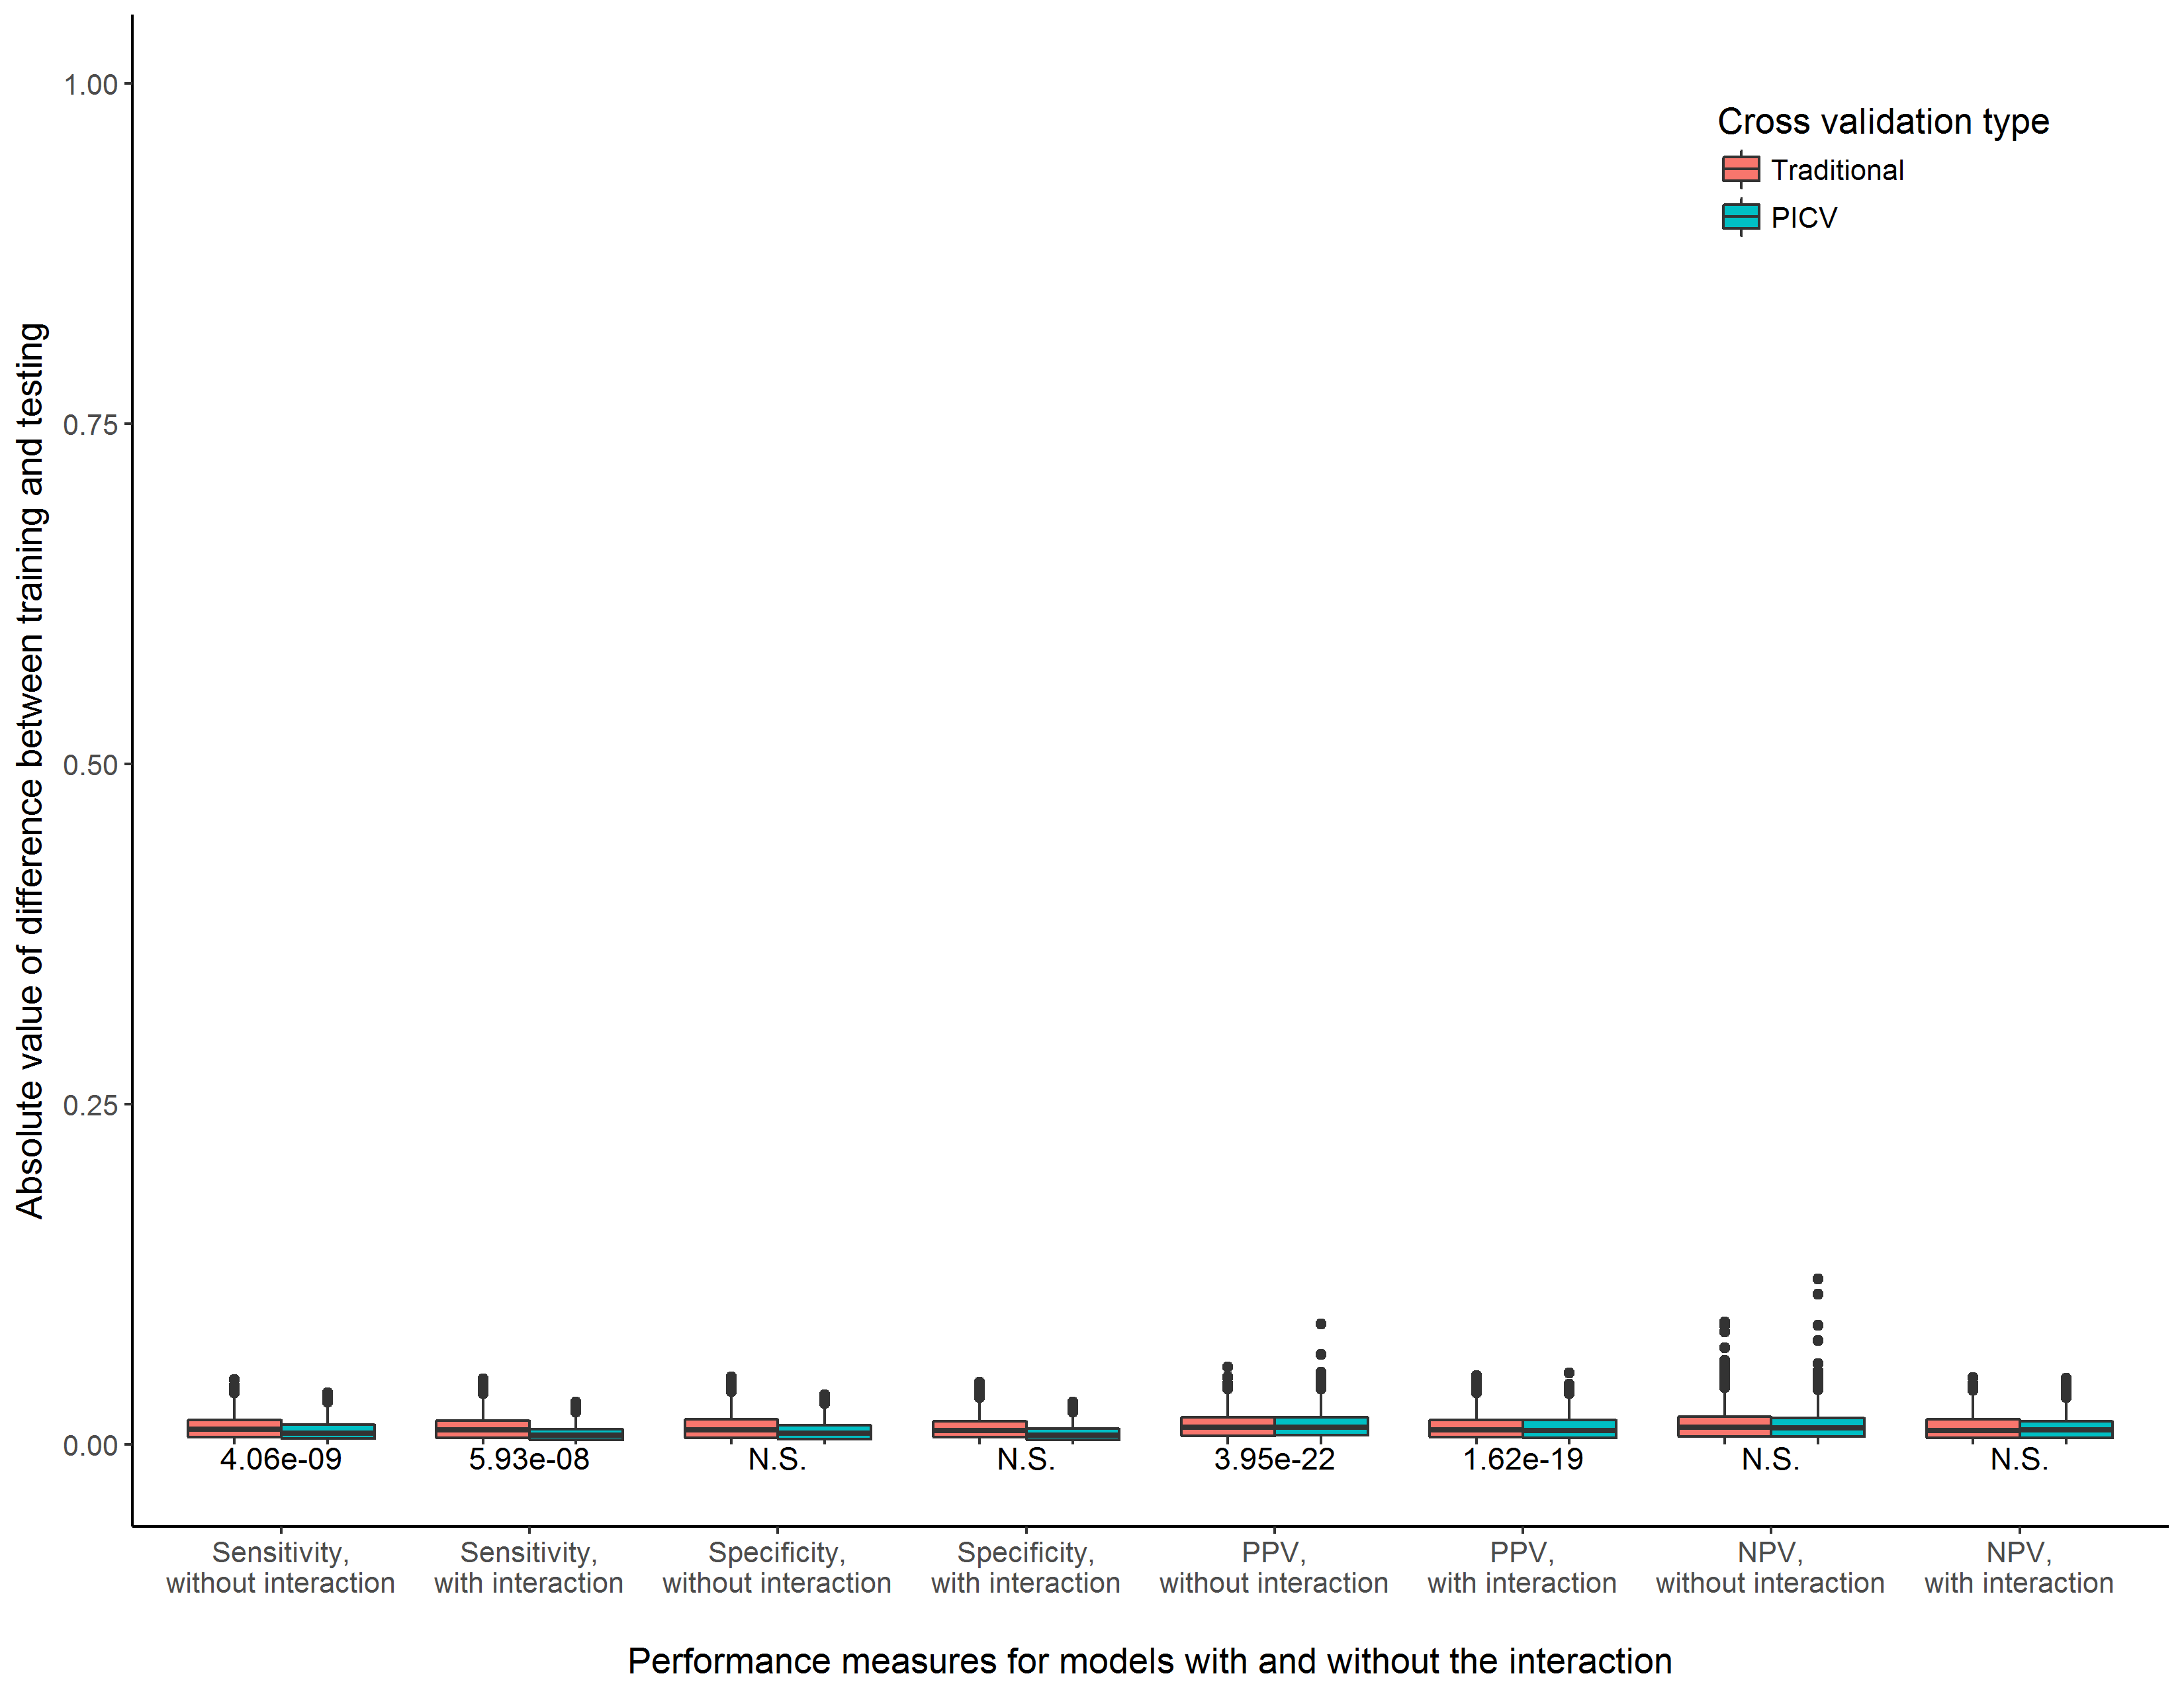 Absolute value of difference between training and testing
1.00
0.75
0.50
0.25
0.00
Cross validation type
Traditional
PICV
4.06e-09
5.93e-08
N.S.
N.S.
3.95e-22
1.62e-19
N.S.
N.S.
Sensitivity,
without interaction
Sensitivity,
with interaction
Specificity,
without interaction
Specificity,
with interaction
PPV,
without interaction
PPV,
with interaction
NPV,
without interaction
NPV,
with interaction
Performance measures for models with and without the interaction